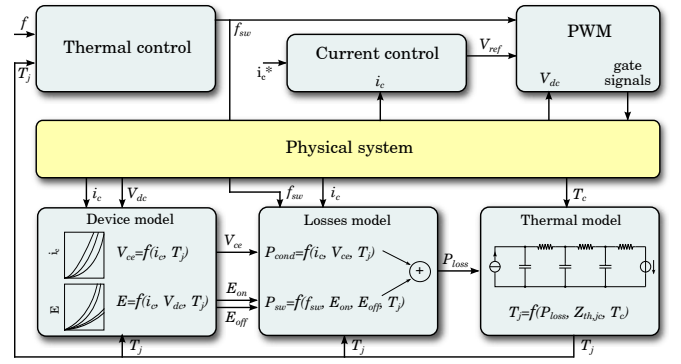 f
T_j
Thermal control
f_sw
i_c*
Current control
i_c
V_ref
PWM
V_dc
gate
signals
Physical system
i_c
V_dc
f_sw
i_c
T_c
Device model
i_c
V_ce=f(i_c, T_j)
E
E=f(i_c, V_dc, T_j)
V_ce
E_on
E_off
Losses model
P_cond=f(i_c, V_ce, T_j)
+
P_sw=f(f_sw, E_on, E_off, T_j)
P_loss
Thermal model
T_j=f(P_loss, Z_th,jc, T_c)
T_j
T_j
T_j